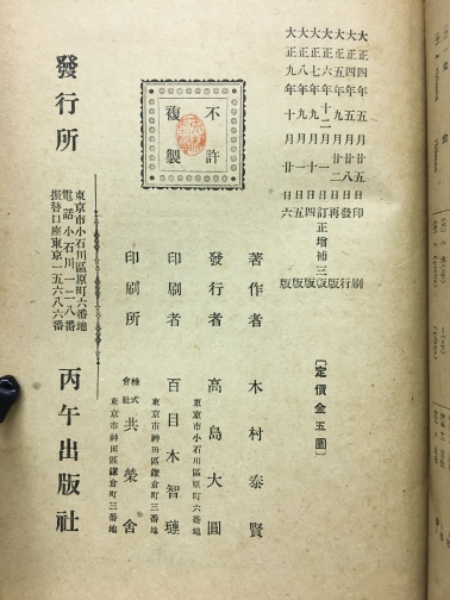 大正四年五月廿五日印刷
大正四年五月廿八日發行
大正五年九月廿二日再版
大正六年十二月一日訂正增補三版
大正七年九月十一日四版
大正八年九月一日五版
大正九年十月廿日六版
〔定價金五圓〕
不許
複製
著作者 木村泰賢
發行者 高島大圓
東京市小石川區原町六番地
印刷者 百目木智璉
東京市神田區鎌倉町三番地
印刷所 株式會社共榮舍
東京市神田區鎌倉町三番地
東京市小石川區原町六番地
電話小石川一二八番
振替口座東京一五六八六番
發行所 丙午出版社